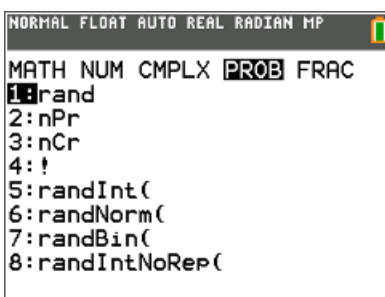 NORMAL FLOAT AUTO REAL RADIAN MP
MATH NUM CMPLX PROB FRAC
1:rand
2:nPr
3:nCr
4:!
5:randInt(
6:randNorm(
7:randBin(
8:randIntNoRep(